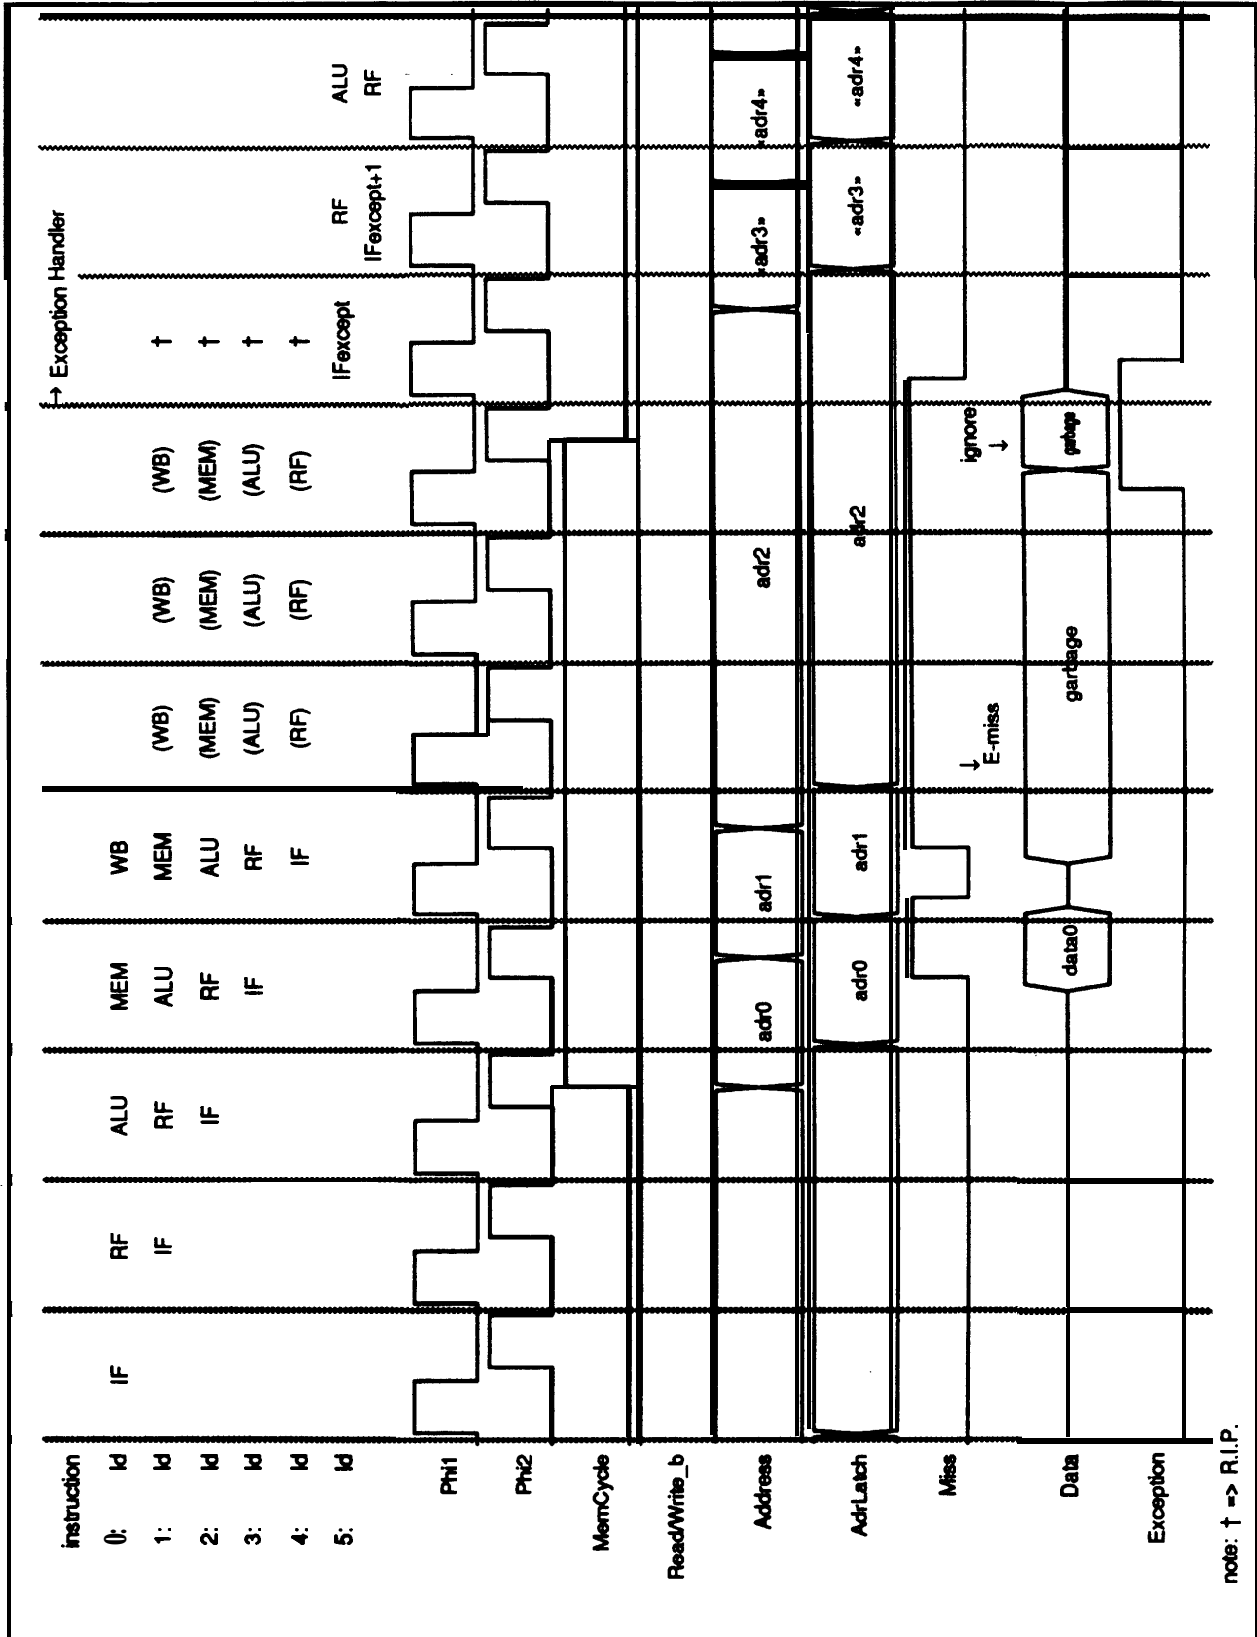 → Exception Handler
instruction
0: ld IF RF ALU MEM WB
1: ld IF RF ALU MEM (WB) (WB) (WB) †
2: ld IF RF ALU (MEM) (MEM) (MEM) †
3: ld IF RF (ALU) (ALU) (ALU) †
4: ld IF (RF) (RF) (RF) †
5: ld IFexcept RF ALU
IFexcept+1 RF
Phi1
Phi2
MemCycle
Read/Write_b
Address adr0 adr1 adr2 «adr3» «adr4»
AdrLatch adr0 adr1 adr2 «adr3» «adr4»
Miss ↓ E-miss ignore ↓
Data data0 garbage garbage
Exception
note: † => R.I.P.